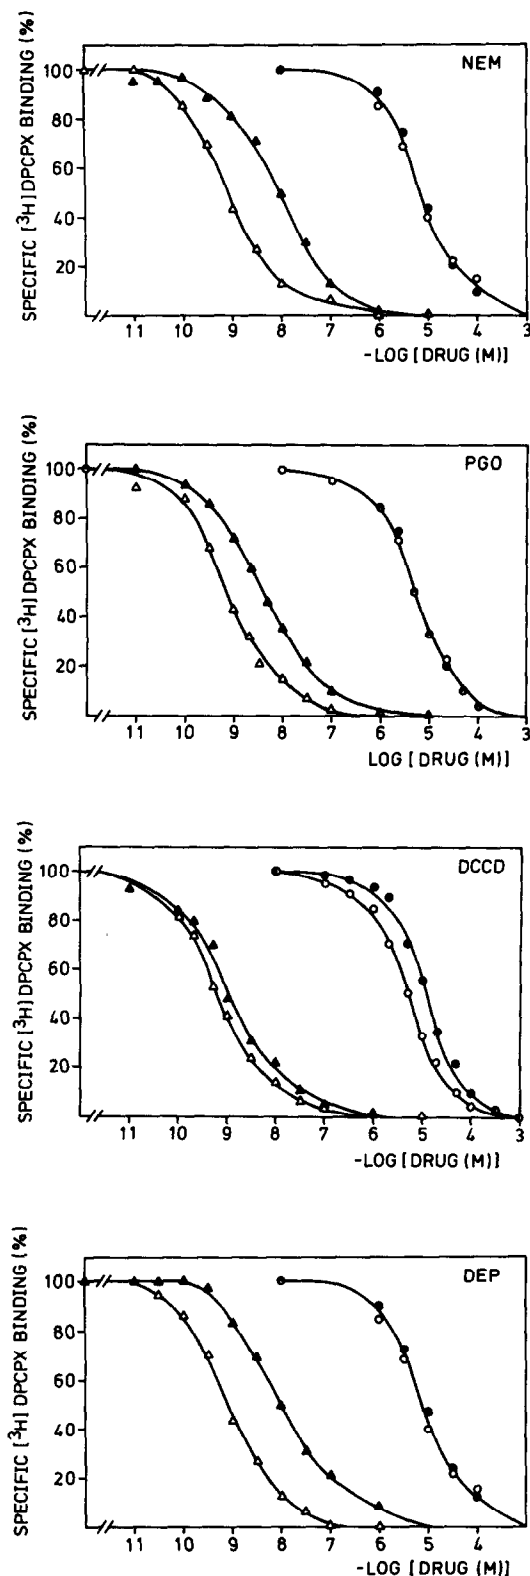 SPECIFIC [³H] DPCPX BINDING (%)
NEM
100
80
60
40
20
11 10 9 8 7 6 5 4 3
-LOG [DRUG (M)]
SPECIFIC [³H] DPCPX BINDING (%)
PGO
100
80
60
40
20
11 10 9 8 7 6 5 4 3
LOG [DRUG (M)]
SPECIFIC [³H] DPCPX BINDING (%)
DCCD
100
80
60
40
20
11 10 9 8 7 6 5 4 3
-LOG [DRUG (M)]
SPECIFIC [³H] DPCPX BINDING (%)
DEP
100
80
60
40
20
11 10 9 8 7 6 5 4 3
-LOG [DRUG (M)]